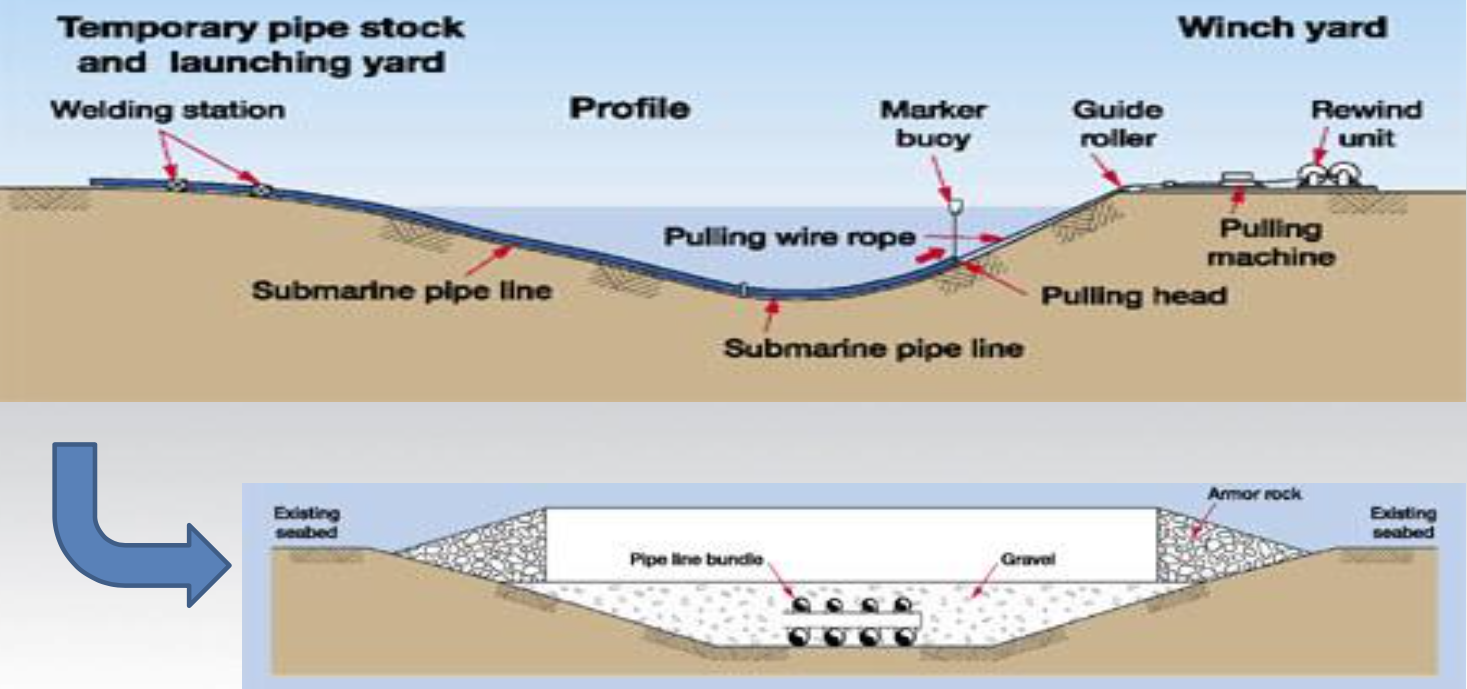 Temporary pipe stock
and launching yard
Winch yard
Welding station
Profile
Marker
buoy
Guide
roller
Rewind
unit
Pulling wire rope
Pulling
machine
Submarine pipe line
Pulling head
Submarine pipe line
Armor rock
Existing
seabed
Existing
seabed
Pipe line bundle
Gravel